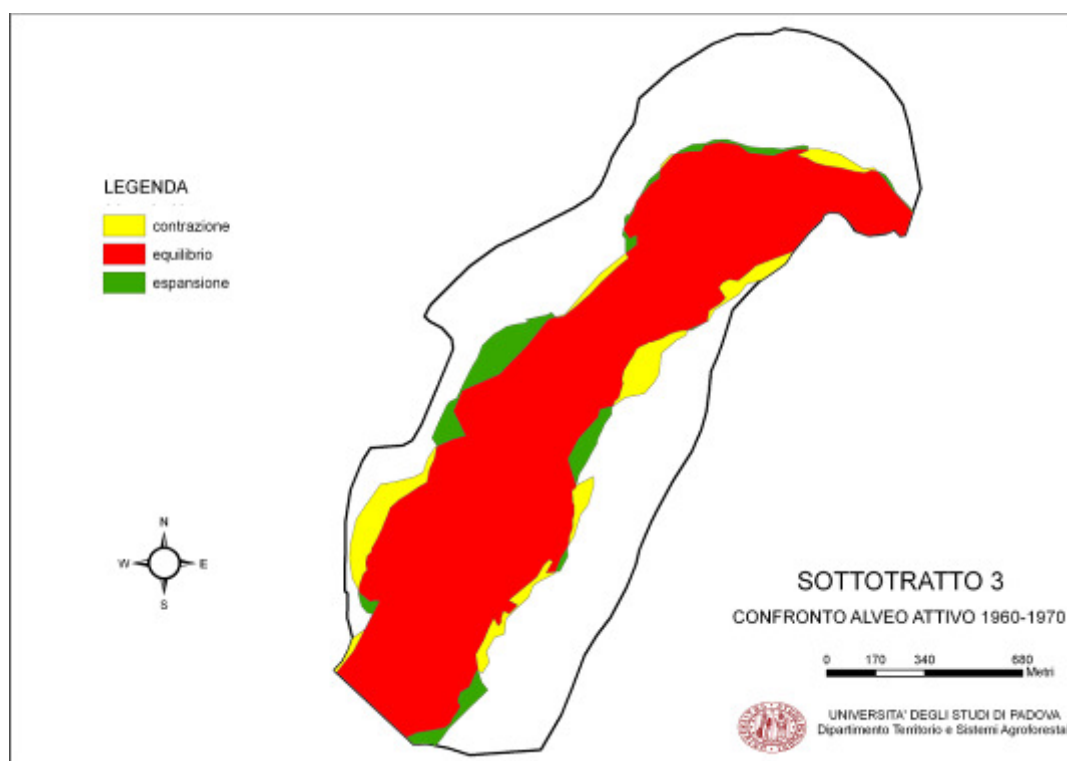 LEGENDA
contrazione
equilibrio
espansione
N
W E
S
SOTTOTRATTO 3
CONFRONTO ALVEO ATTIVO 1960-1970
0 170 340 680
Metri
UNIVERSITA' DEGLI STUDI DI PADOVA
Dipartimento Territorio e Sistemi Agroforestal